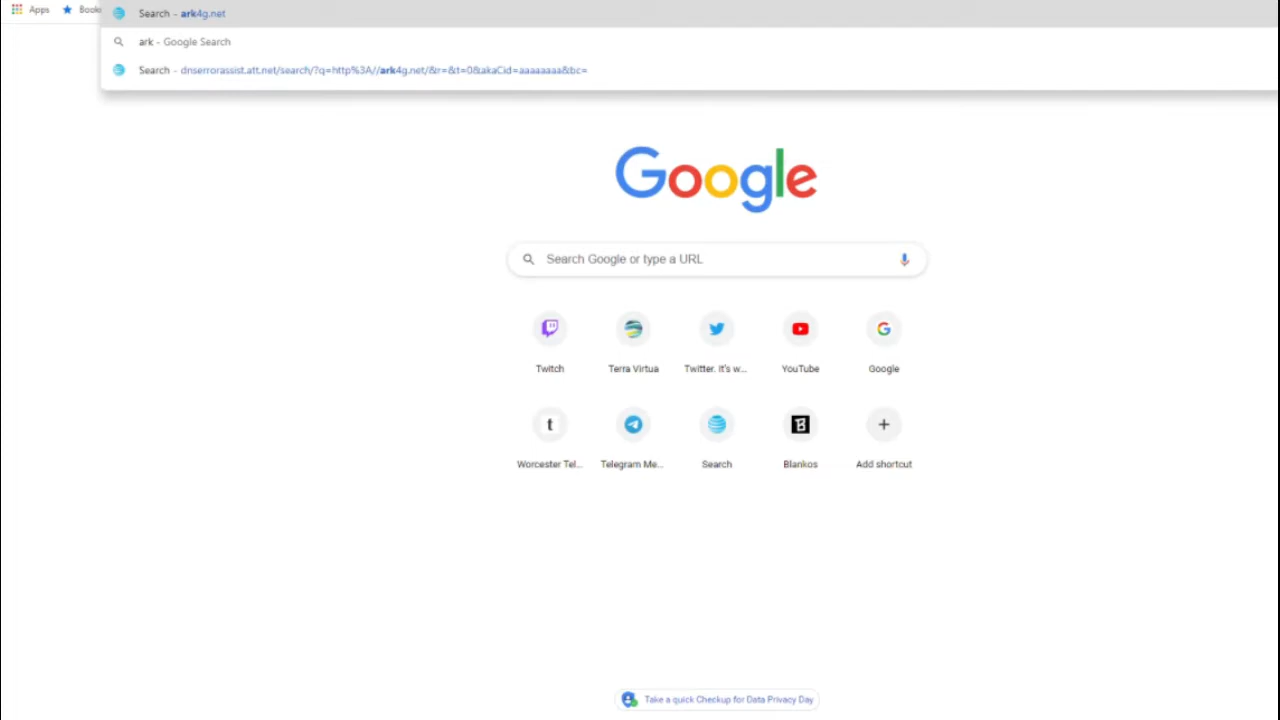 Search - ark4g.net
Apps Book
ark - Google Search
Search - dnserrorassist.att.net/search/?q=http%3A//ark4g.net/&r=&t=0&akaCid=aaaaaaaa&bc=
Google
Search Google or type a URL
Twitch Terra Virtua Twitter. It's w... YouTube Google
Worcester Tel... Telegram Me... Search Blankos Add shortcut
Take a quick Checkup for Data Privacy Day